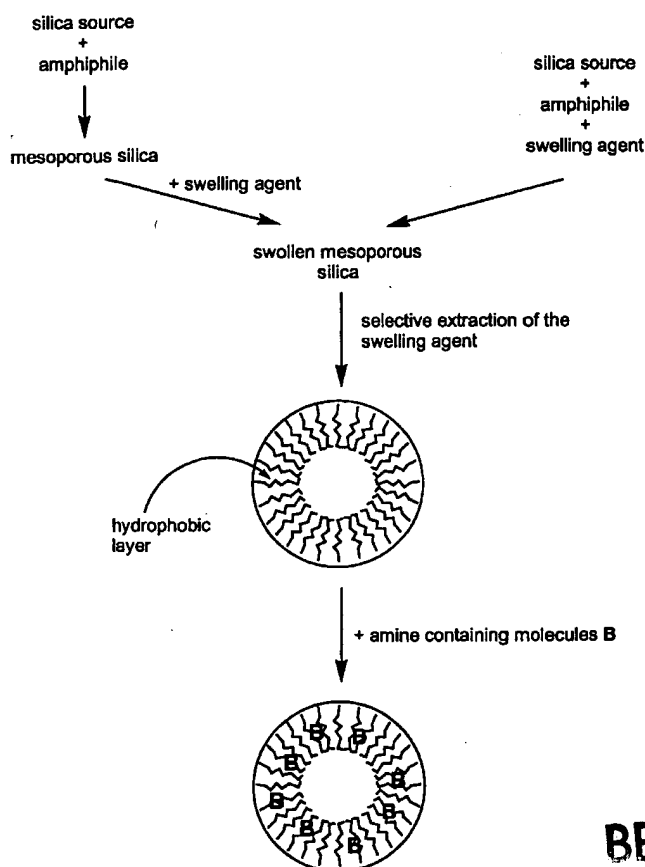 silica source
+
amphiphile
mesoporous silica
+ swelling agent
silica source
+
amphiphile
+
swelling agent
swollen mesoporous
silica
selective extraction of the
swelling agent
hydrophobic
layer
+ amine containing molecules B
B
B
B
B
B
B
B
B